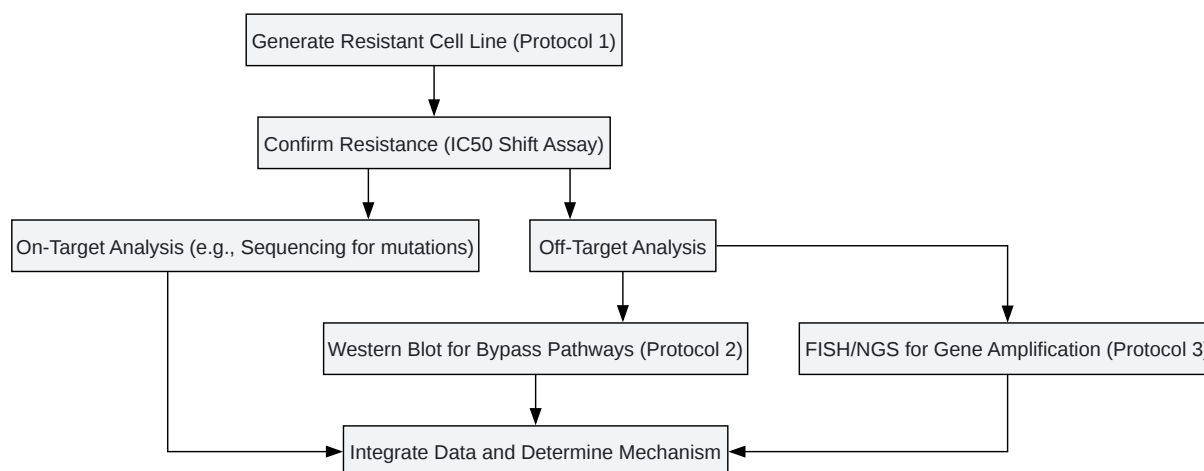 Generate Resistant Cell Line (Protocol 1)
Confirm Resistance (IC50 Shift Assay)
On-Target Analysis (e.g., Sequencing for mutations)
Off-Target Analysis
Western Blot for Bypass Pathways (Protocol 2)
FISH/NGS for Gene Amplification (Protocol 3)
Integrate Data and Determine Mechanism